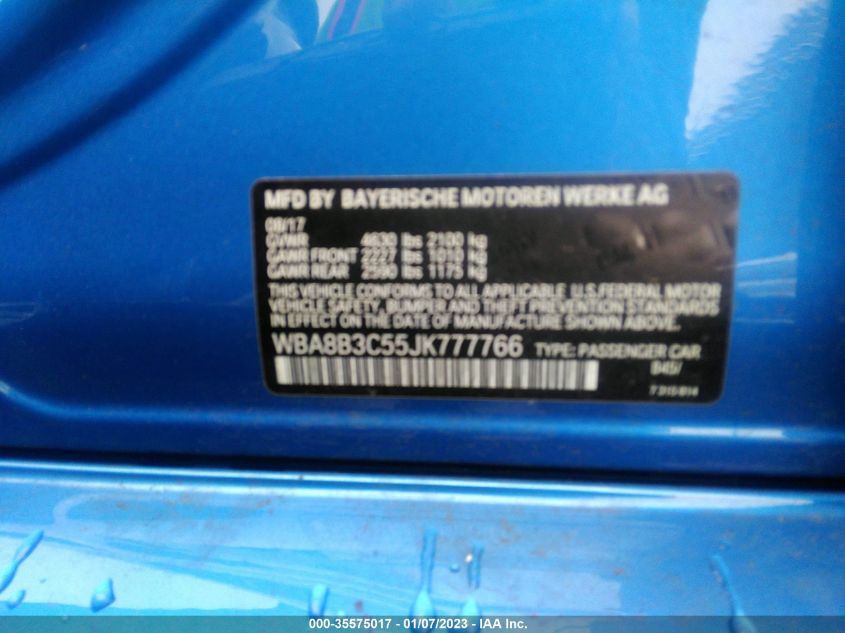 MFD BY BAYERISCHE MOTOREN WERKE AG
08/17
GVWR 4630 lbs 2100 kg
GAWR FRONT 2227 lbs 1010 kg
GAWR REAR 2590 lbs 1175 kg
THIS VEHICLE CONFORMS TO ALL APPLICABLE U.S.FEDERAL MOTOR
VEHICLE SAFETY, BUMPER AND THEFT PREVENTION STANDARDS
IN EFFECT ON THE DATE OF MANUFACTURE SHOWN ABOVE.
WBA8B3C55JK777766 TYPE: PASSENGER CAR
B45/
000-35575017 - 01/07/2023 - IAA Inc.